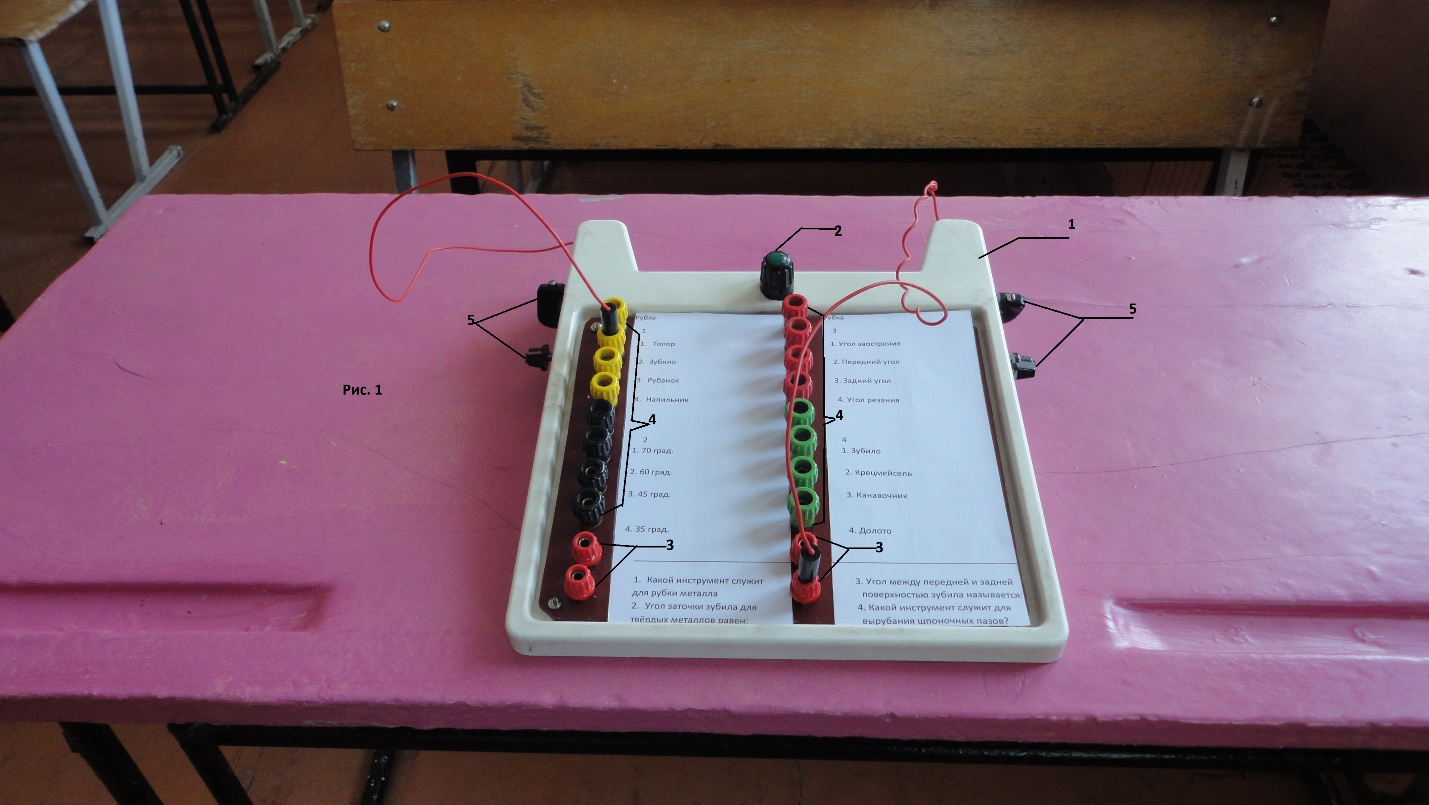 1
2
5
5
Рис. 1
Рубка
1
1. Топор
2. Зубило
3. Рубанок
4. Напильник
4
2
1. 70 град.
2. 60 град.
3. 45 град.
4. 35 град.
3
1. Какой инструмент служит
для рубки металла
2. Угол заточки зубила для
твёрдых металлов равен:
Рубка
3
1. Угол заострения
2. Передний угол
3. Задний угол
4. Угол резания
4
4
1. Зубило
2. Крецмейсель
3. Канавочник
4. Долото
3
3. Угол между передней и задней
поверхностью зубила называется:
4. Какой инструмент служит для
вырубания шпоночных пазов?